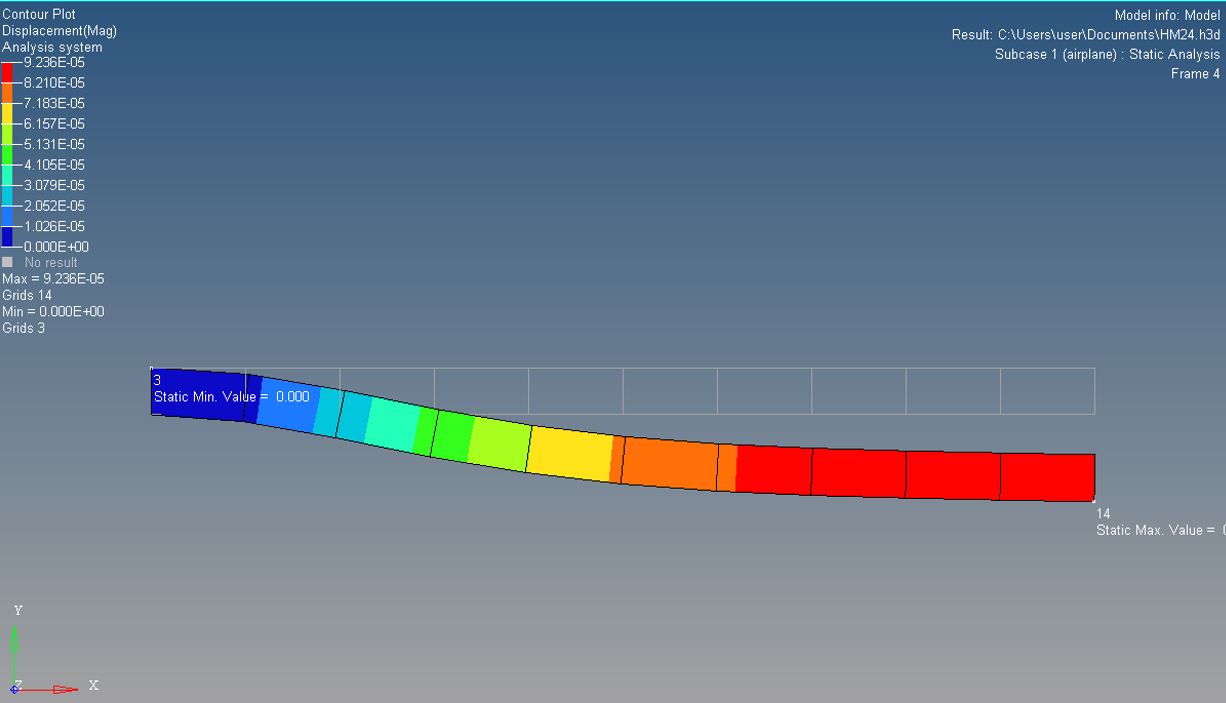 Contour Plot
Displacement(Mag)
Analysis system
9.236E-05
8.210E-05
7.183E-05
6.157E-05
5.131E-05
4.105E-05
3.079E-05
2.052E-05
1.026E-05
0.000E+00
No result
Max = 9.236E-05
Grids 14
Min = 0.000E+00
Grids 3
Model info: Model
Result: C:\Users\user\Documents\HM24.h3d
Subcase 1 (airplane) : Static Analysis
Frame 4
3
Static Min. Value = 0.000
14
Static Max. Value =
Y
Z
X